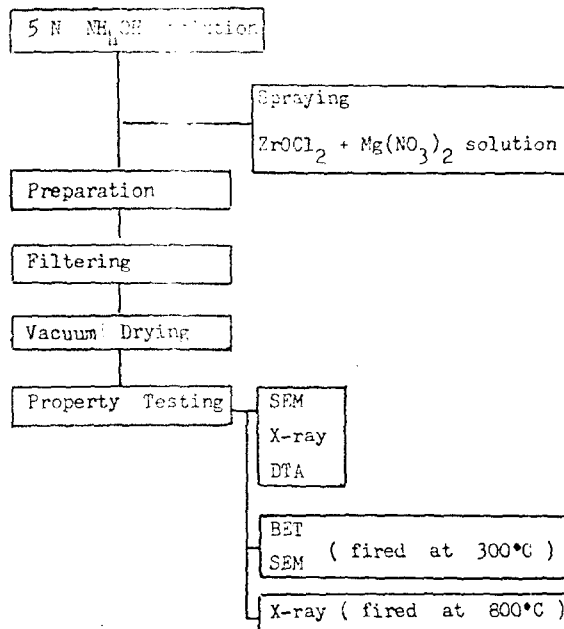 5 N NH4OH solution
Spraying
ZrOCl2 + Mg(NO3)2 solution
Preparation
Filtering
Vacuum Drying
Property Testing
SEM
X-ray
DTA
BET
SEM
( fired at 300°C )
X-ray ( fired at 800°C )